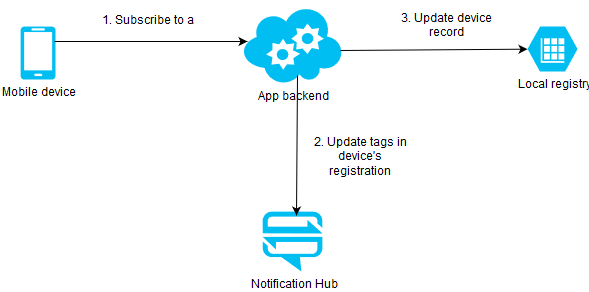 1. Subscribe to a
3. Update device
record
Mobile device
App backend
Local registry
2. Update tags in
device's
registration
Notification Hub